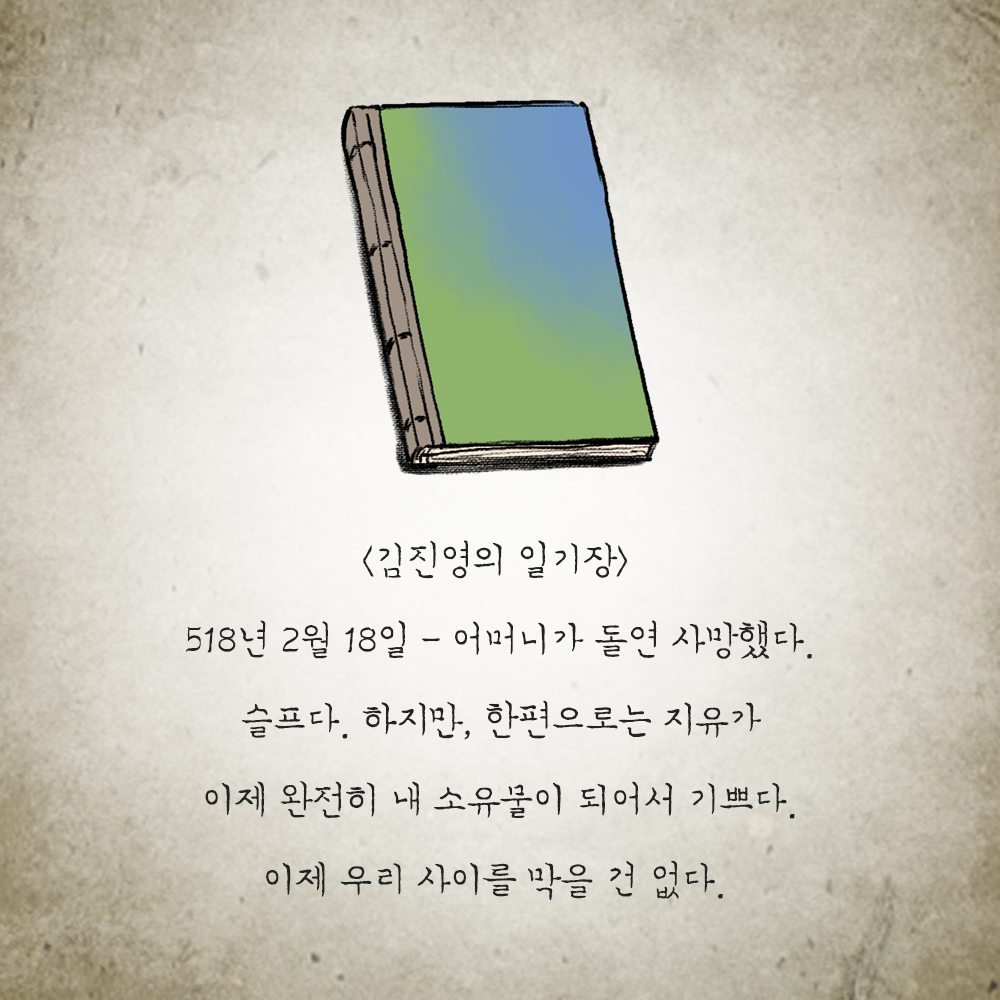 <김진영의 일기장>
518년 2월 18일 - 어머니가 돌연 사망했다.
슬프다. 하지만, 한편으로는 지유가
이제 완전히 내 소유물이 되어서 기쁘다.
이제 우리 사이를 막을 건 없다.